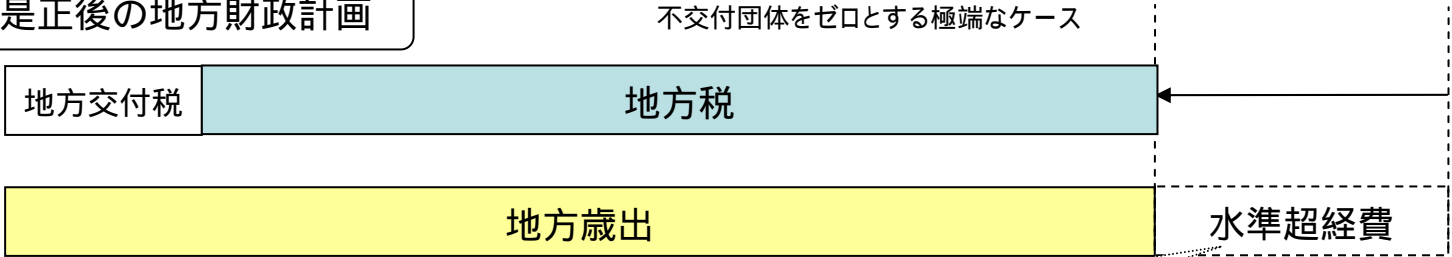 是正後の地方財政計画
不交付団体をゼロとする極端なケース
地方交付税
地方税
地方歳出
水準超経費